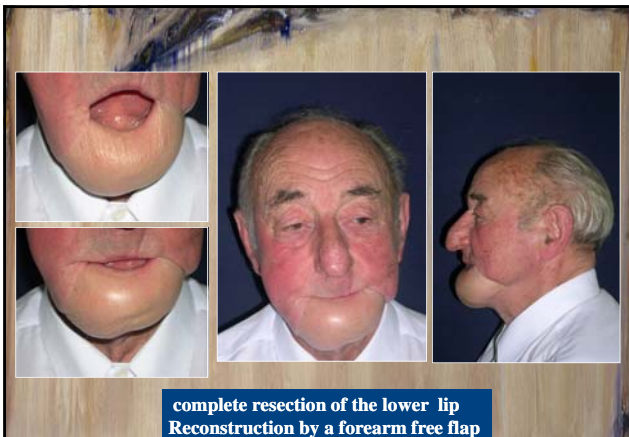 complete resection of the lower lip
Reconstruction by a forearm free flap